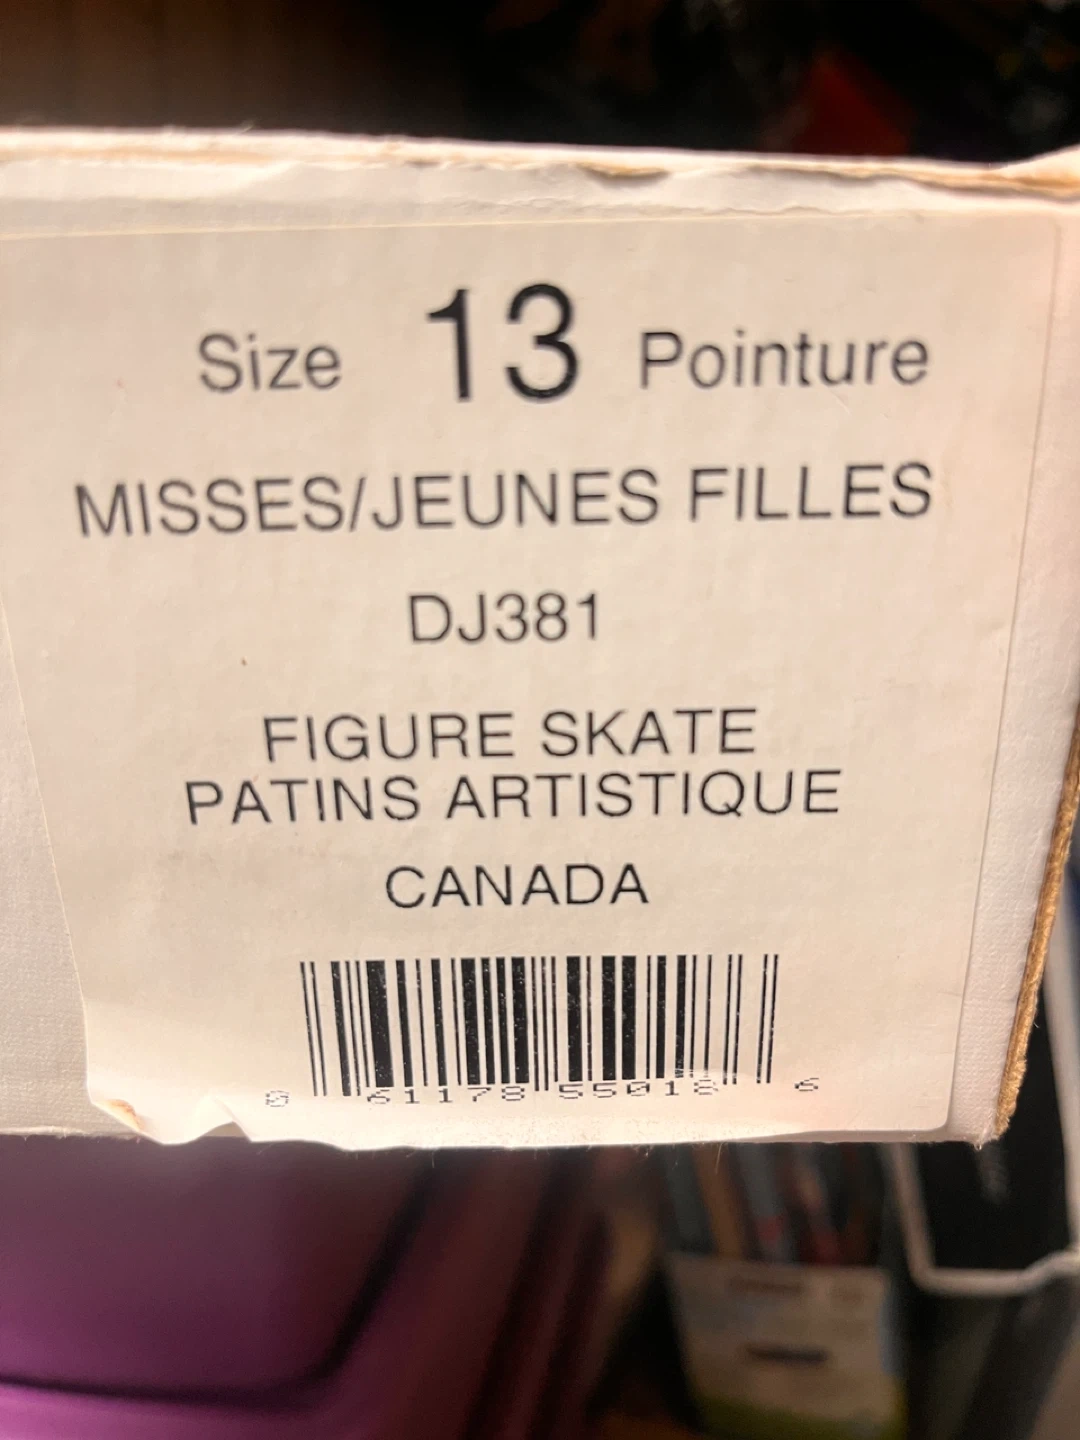 Size 13 Pointure
MISSES/JEUNES FILLES
DJ381
FIGURE SKATE
PATINS ARTISTIQUE
CANADA
0 61178 55018 6